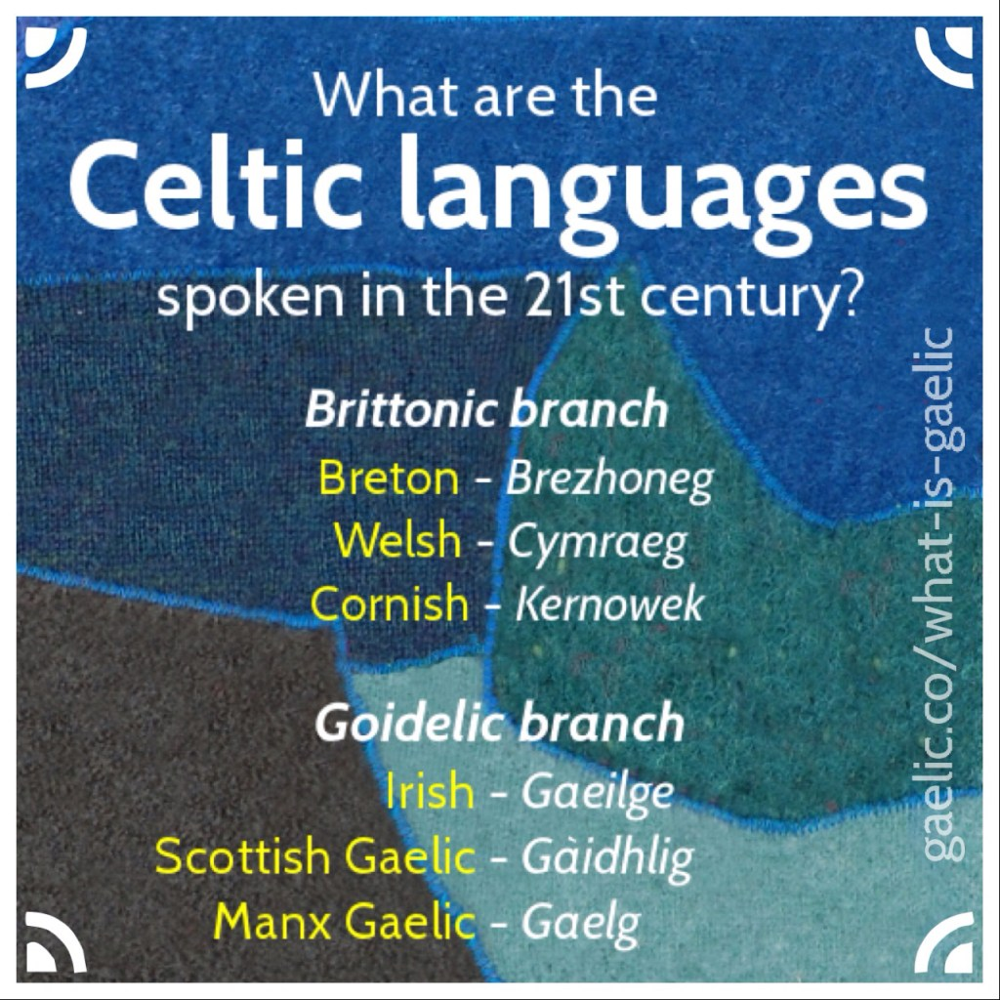 What are the
Celtic languages
spoken in the 21st century?
Brittonic branch
Breton - Brezhoneg
Welsh - Cymraeg
Cornish - Kernowek
Goidelic branch
Irish - Gaeilge
Scottish Gaelic - Gàidhlig
Manx Gaelic - Gaelg
gaelic.co/what-is-gaelic